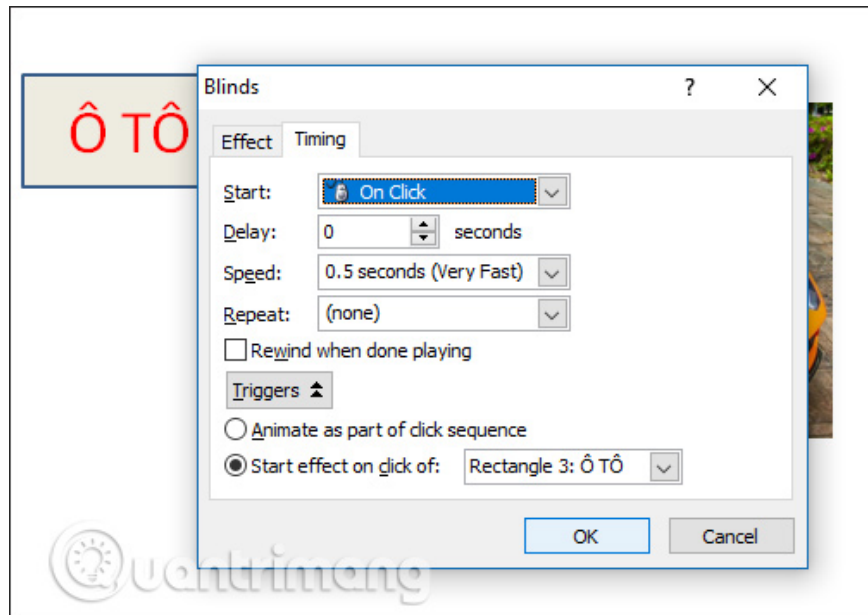 Blinds
Ô TÔ
Effect Timing
Start: On Click
Delay: 0 seconds
Speed: 0.5 seconds (Very Fast)
Repeat: (none)
Rewind when done playing
Triggers
Animate as part of click sequence
Start effect on click of: Rectangle 3: Ô TÔ
OK Cancel
Quantrimang